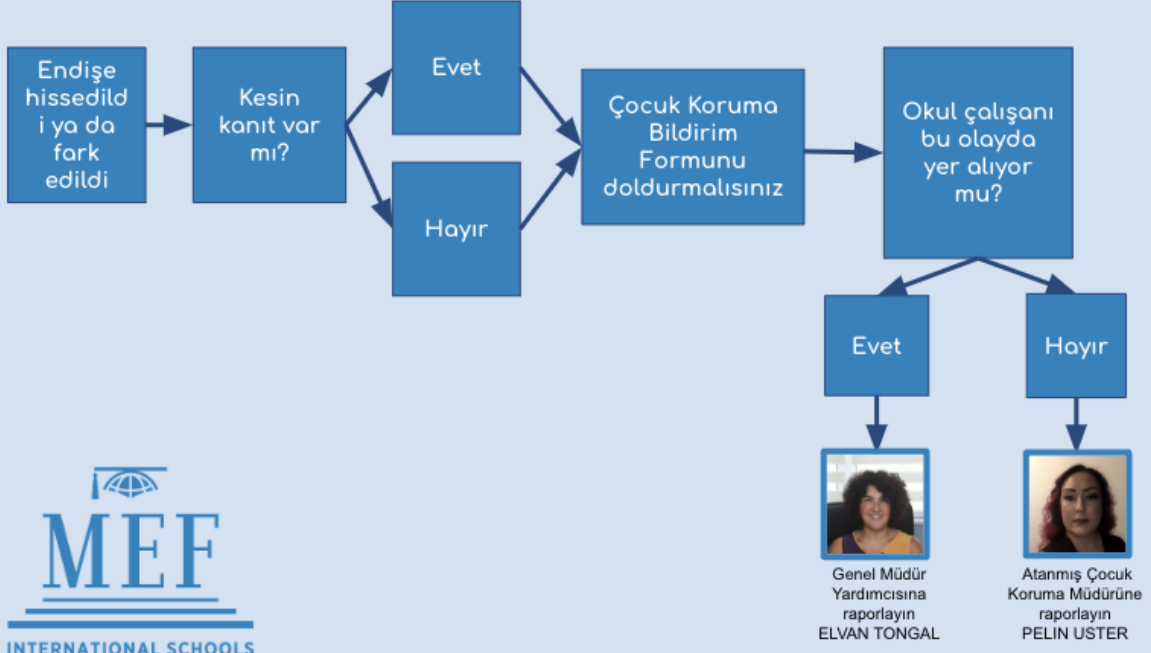 Endişe
hissedild
i ya da
fark
edildi
Kesin
kanıt var
mı?
Evet
Hayır
Çocuk Koruma
Bildirim
Formunu
doldurmalısınız
Okul çalışanı
bu olayda
yer alıyor
mu?
Evet
Hayır
Genel Müdür
Yardımcısına
raporlayın
ELVAN TONGAL
Atanmış Çocuk
Koruma Müdürüne
raporlayın
PELIN USTER
MEF
INTERNATIONAL SCHOOLS